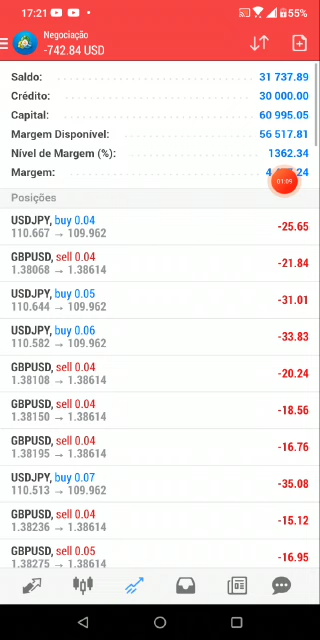 17:21
55%
Negociação
-742.84 USD
Saldo: 31 737.89
Crédito: 30 000.00
Capital: 60 995.05
Margem Disponível: 56 517.81
Nível de Margem (%): 1362.34
Margem: 4 24
01:09
Posições
USDJPY, buy 0.04
110.667 → 109.962 -25.65
GBPUSD, sell 0.04
1.38068 → 1.38614 -21.84
USDJPY, buy 0.05
110.644 → 109.962 -31.01
USDJPY, buy 0.06
110.582 → 109.962 -33.83
GBPUSD, sell 0.04
1.38108 → 1.38614 -20.24
GBPUSD, sell 0.04
1.38150 → 1.38614 -18.56
GBPUSD, sell 0.04
1.38195 → 1.38614 -16.76
USDJPY, buy 0.07
110.513 → 109.962 -35.08
GBPUSD, sell 0.04
1.38236 → 1.38614 -15.12
GBPUSD, sell 0.05
1.38275 → 1.38614 -16.95